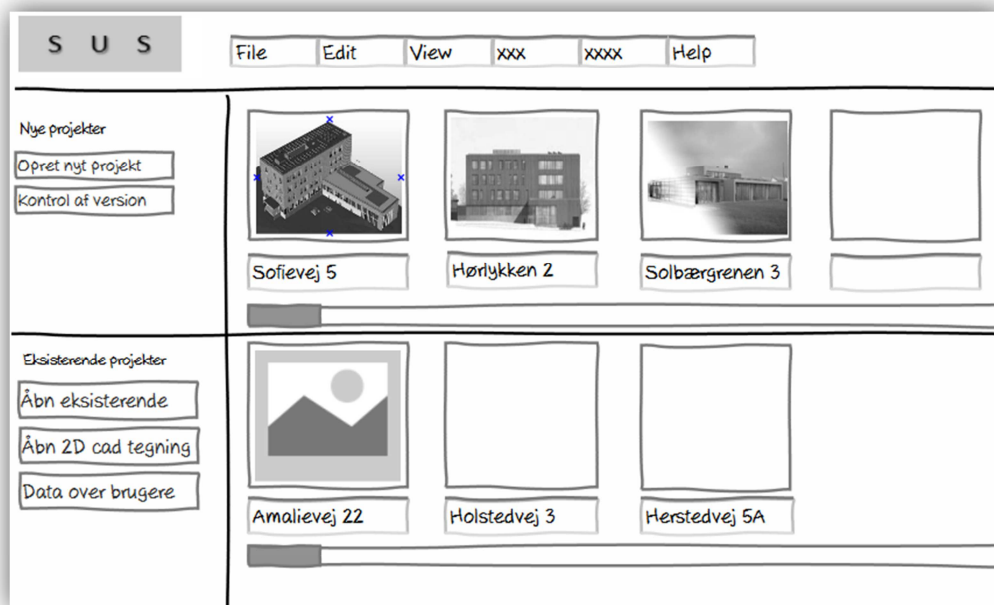 S U S
File Edit View xxx xxxx Help
Nye projekter
Opret nyt projekt
Kontrol af version
Sofievej 5
Hørlykken 2
Solbærgrenen 3
Eksisterende projekter
Åbn eksisterende
Åbn 2D cad tegning
Data over brugere
Amalievej 22
Holstedvej 3
Herstedvej 5A